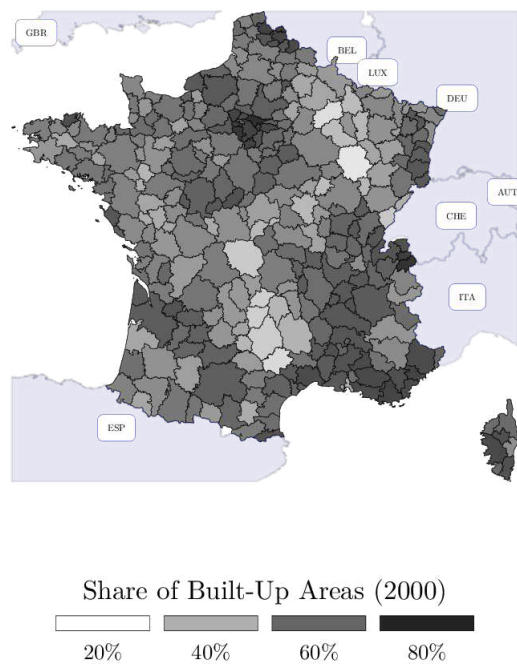 GBR
BEL
LUX
DEU
AUT
CHE
ITA
ESP
Share of Built-Up Areas (2000)
20% 40% 60% 80%